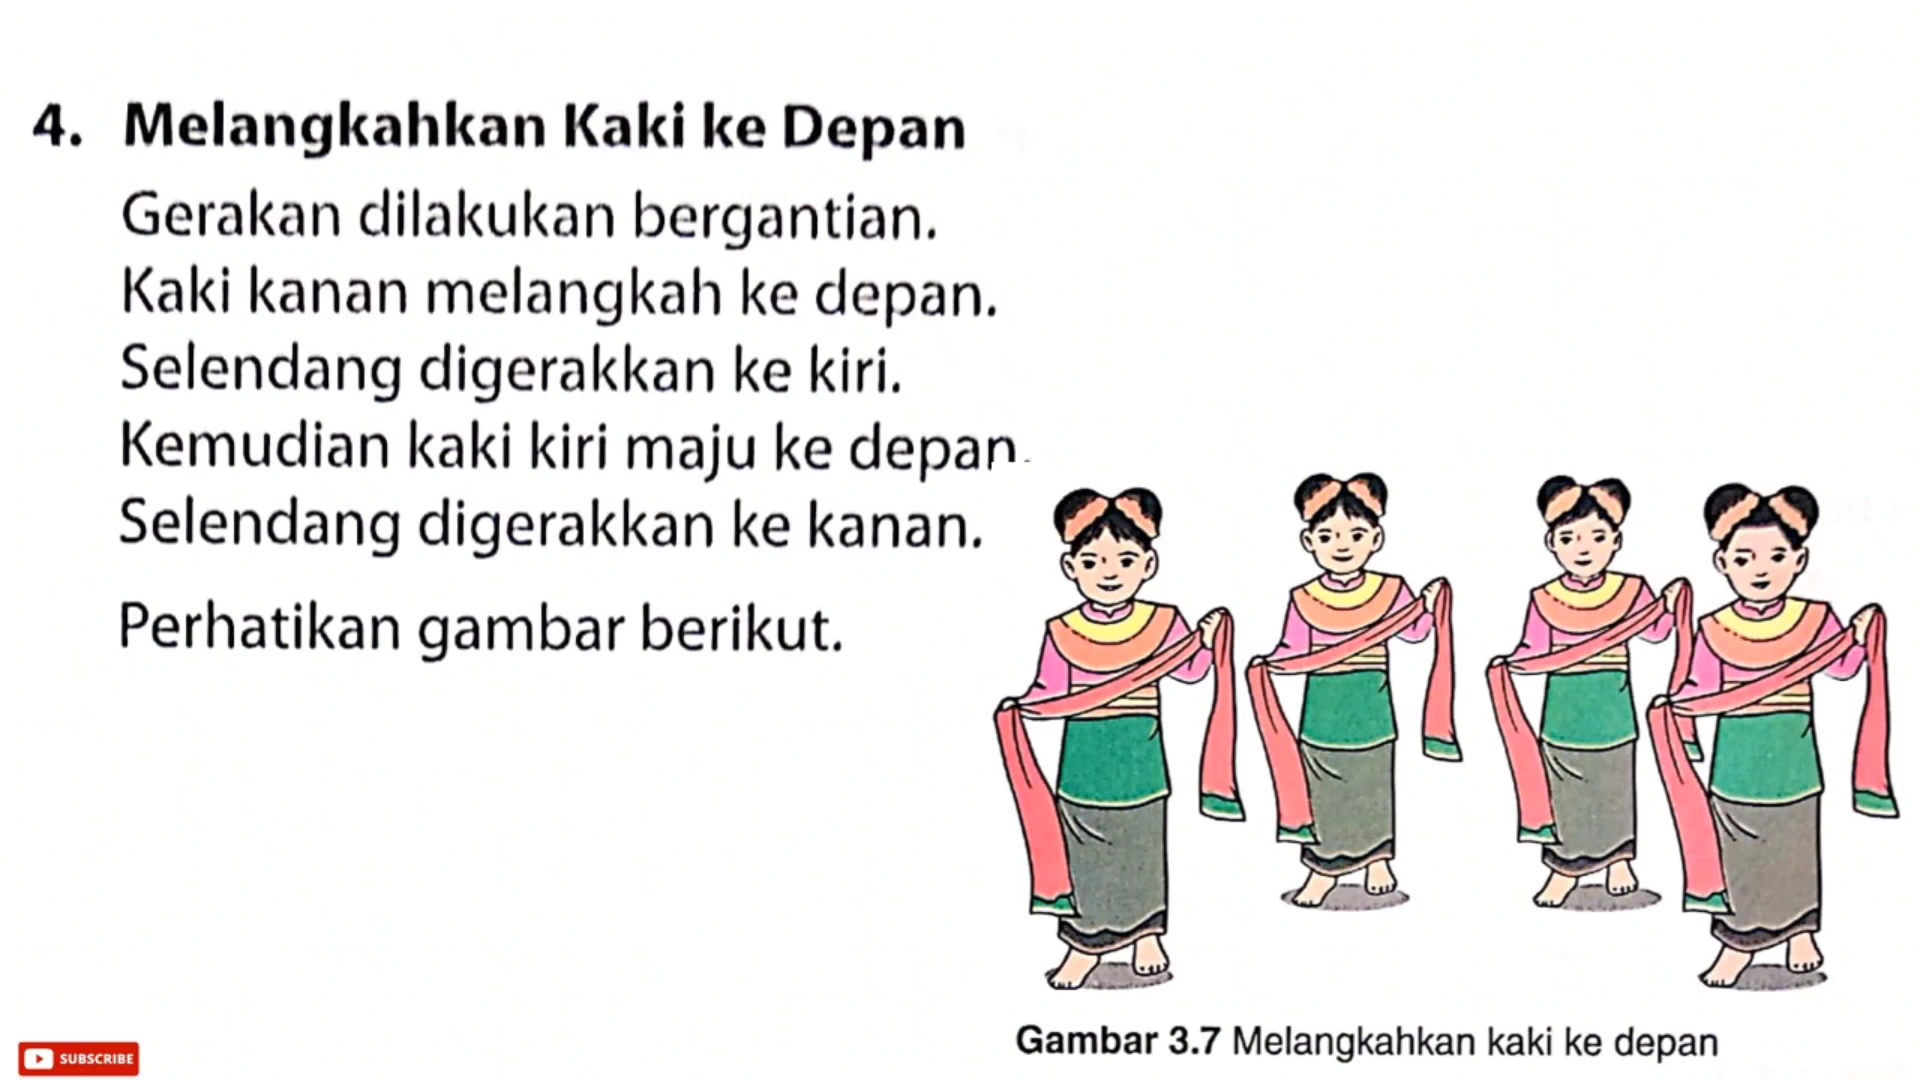 4. Melangkahkan Kaki ke Depan
Gerakan dilakukan bergantian.
Kaki kanan melangkah ke depan.
Selendang digerakkan ke kiri.
Kemudian kaki kiri maju ke depan.
Selendang digerakkan ke kanan.
Perhatikan gambar berikut.
Gambar 3.7 Melangkahkan kaki ke depan
SUBSCRIBE